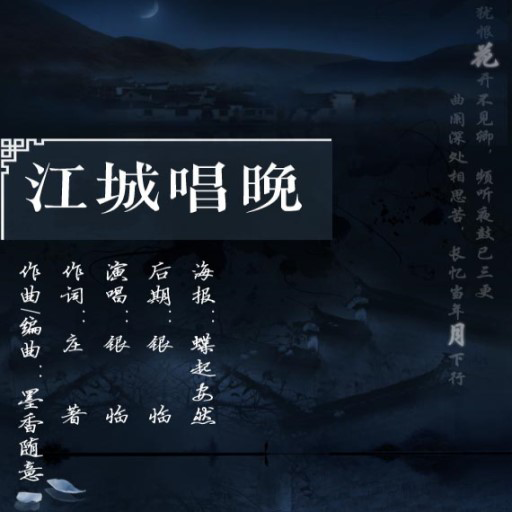 江城唱晚
作曲/编曲：墨香随意
作词：庄 著
演唱：银 临
后期：银 临
海报：蝶起安然
犹恨花开不见卿，频听夜鼓已三更
曲阑深处相思苦，长忆当年月下行